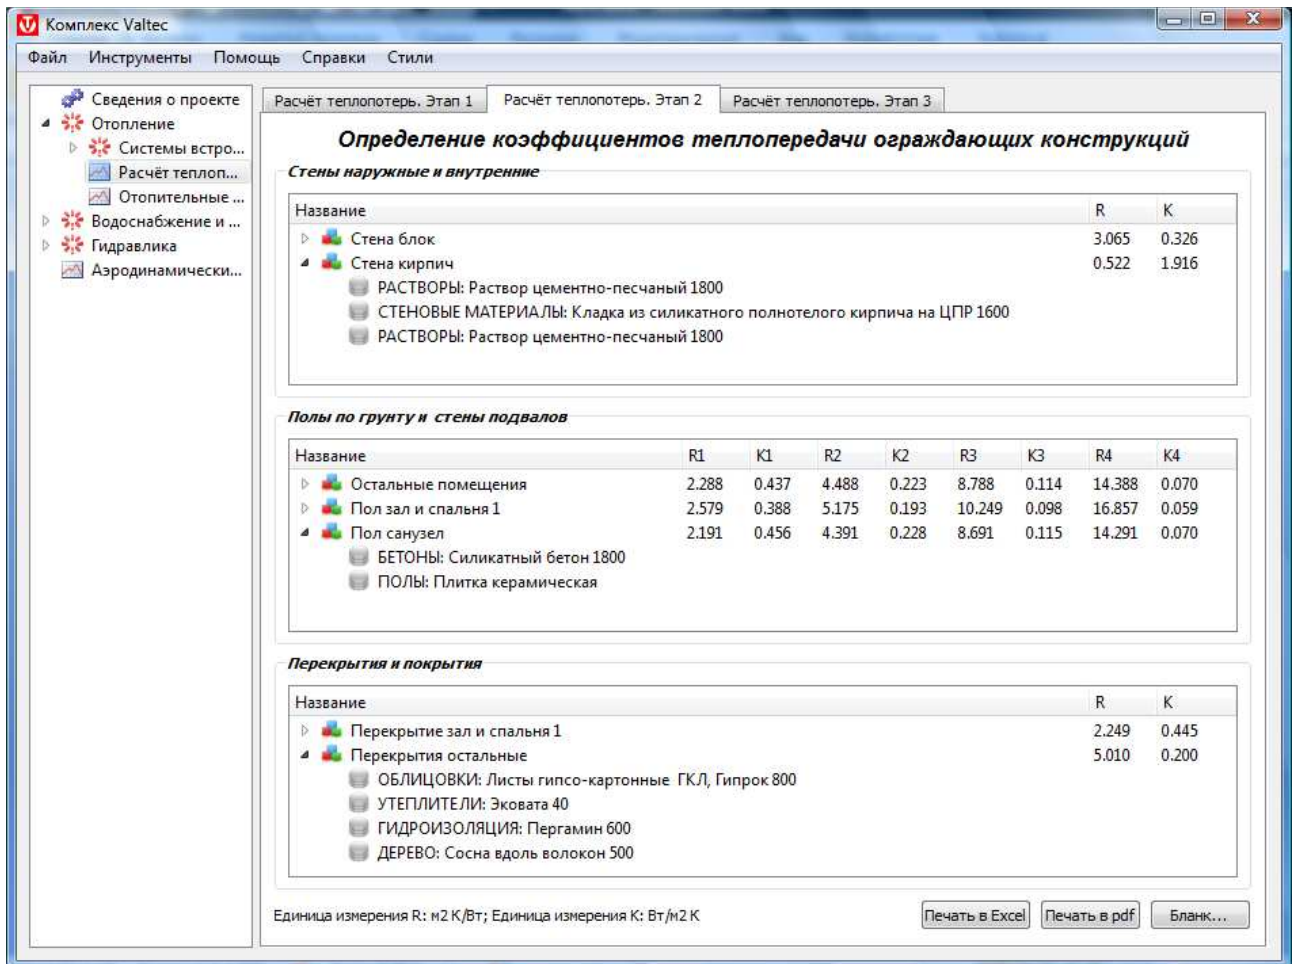 Комплекс Valtec
Файл Инструменты Помощь Справки Стили
Сведения о проекте
Отопление
Системы встро...
Расчёт теплоп...
Отопительные ...
Водоснабжение и ...
Гидравлика
Аэродинамически...
Расчёт теплопотерь. Этап 1 Расчёт теплопотерь. Этап 2 Расчёт теплопотерь. Этап 3
Определение коэффициентов теплопередачи ограждающих конструкций
Стены наружные и внутренние
Название R K
Стена блок 3.065 0.326
Стена кирпич 0.522 1.916
РАСТВОРЫ: Раствор цементно-песчаный 1800
СТЕНОВЫЕ МАТЕРИАЛЫ: Кладка из силикатного полнотелого кирпича на ЦПР 1600
РАСТВОРЫ: Раствор цементно-песчаный 1800
Полы по грунту и стены подвалов
Название R1 K1 R2 K2 R3 K3 R4 K4
Остальные помещения 2.288 0.437 4.488 0.223 8.788 0.114 14.388 0.070
Пол зал и спальня 1 2.579 0.388 5.175 0.193 10.249 0.098 16.857 0.059
Пол санузел 2.191 0.456 4.391 0.228 8.691 0.115 14.291 0.070
БЕТОНЫ: Силикатный бетон 1800
ПОЛЫ: Плитка керамическая
Перекрытия и покрытия
Название R K
Перекрытие зал и спальня 1 2.249 0.445
Перекрытия остальные 5.010 0.200
ОБЛИЦОВКИ: Листы гипсо-картонные ГКЛ, Гипрок 800
УТЕПЛИТЕЛИ: Эковата 40
ГИДРОИЗОЛЯЦИЯ: Пергамин 600
ДЕРЕВО: Сосна вдоль волокон 500
Единица измерения R: м2 К/Вт; Единица измерения К: Вт/м2 К Печать в Excel Печать в pdf Бланк...